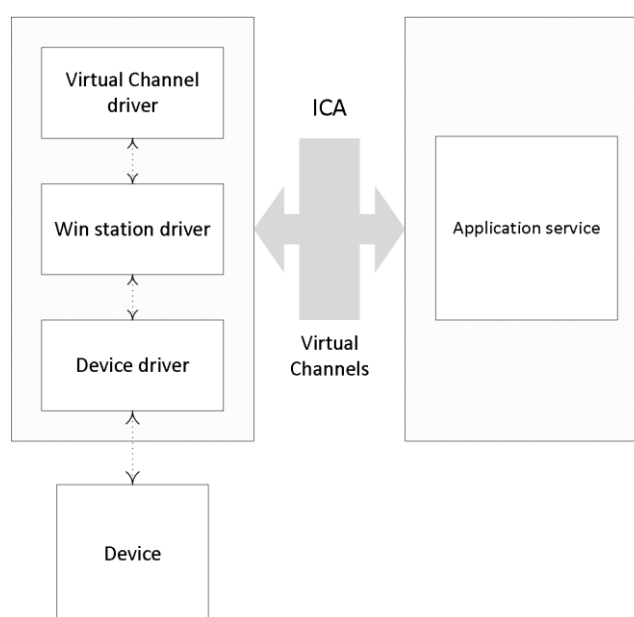 Virtual Channel
driver
Win station driver
Device driver
Device
ICA
Virtual
Channels
Application service